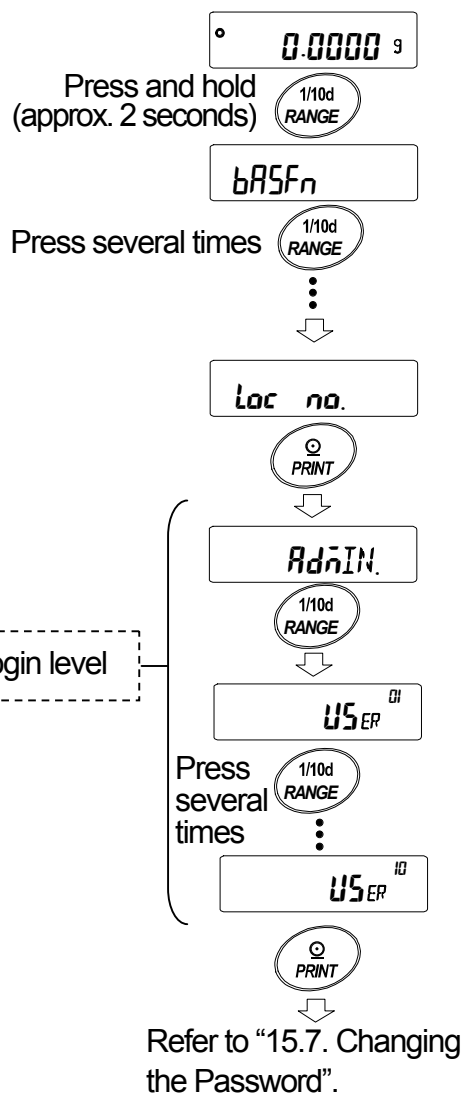 0.0000 g
Press and hold
(approx. 2 seconds)
1/10d
RANGE
bASFn
Press several times
1/10d
RANGE
Loc no.
PRINT
AdmIN.
1/10d
RANGE
ogin level
USER 01
Press
several
times
1/10d
RANGE
USER 10
PRINT
Refer to “15.7. Changing
the Password”.